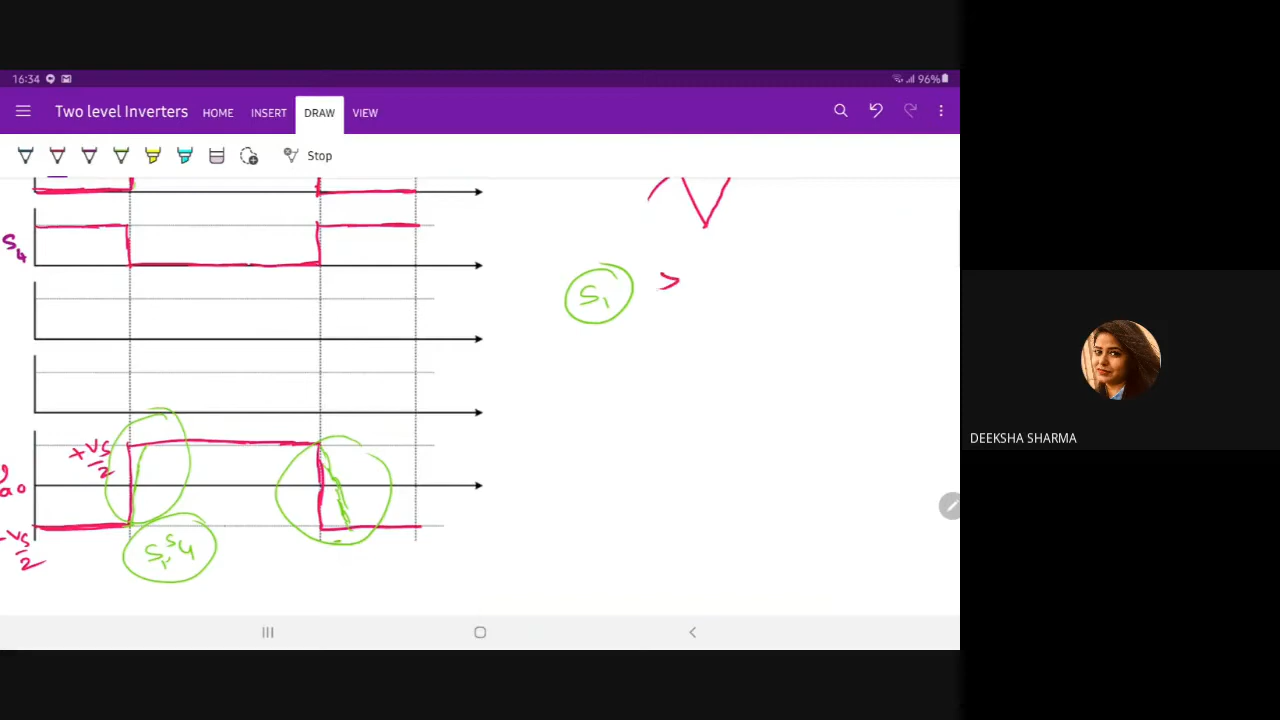 16:34 96%
Two level Inverters HOME INSERT DRAW VIEW
Stop
S4
S1 >
+Vs/2
Vao
-Vs/2
S1, S4
DEEKSHA SHARMA